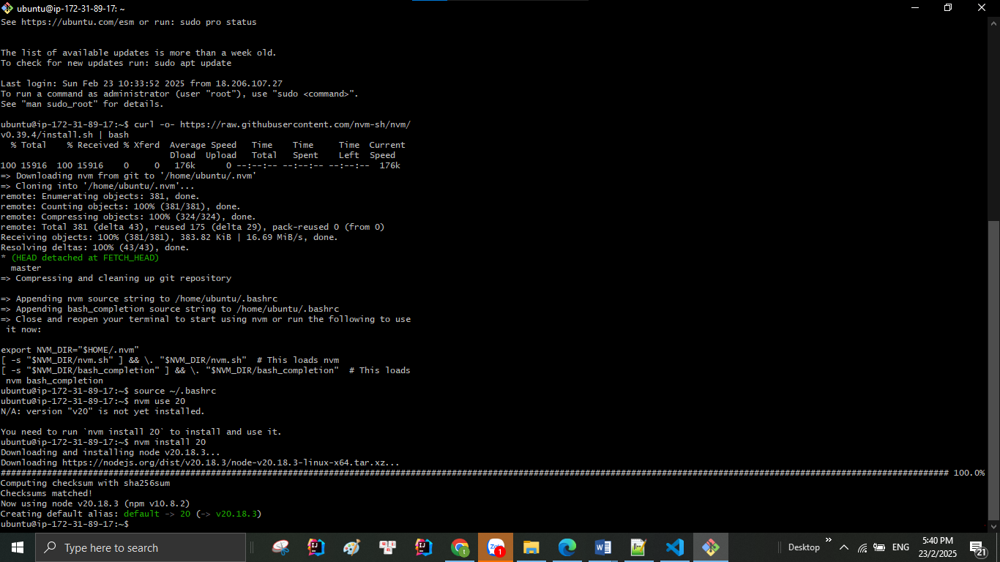 ubuntu@ip-172-31-89-17: ~
See https://ubuntu.com/esm or run: sudo pro status
The list of available updates is more than a week old.
To check for new updates run: sudo apt update
Last login: Sun Feb 23 10:33:52 2025 from 18.206.107.27
To run a command as administrator (user "root"), use "sudo <command>".
See "man sudo_root" for details.
ubuntu@ip-172-31-89-17:~$ curl -o- https://raw.githubusercontent.com/nvm-sh/nvm/
v0.39.4/install.sh | bash
  % Total    % Received % Xferd  Average Speed   Time    Time     Time  Current
                                 Dload  Upload   Total   Spent    Left  Speed
100 15916  100 15916    0     0   176k      0 --:--:-- --:--:-- --:--:--  176k
=> Downloading nvm from git to '/home/ubuntu/.nvm'
=> Cloning into '/home/ubuntu/.nvm'...
remote: Enumerating objects: 381, done.
remote: Counting objects: 100% (381/381), done.
remote: Compressing objects: 100% (324/324), done.
remote: Total 381 (delta 43), reused 175 (delta 29), pack-reused 0 (from 0)
Receiving objects: 100% (381/381), 383.82 KiB | 16.69 MiB/s, done.
Resolving deltas: 100% (43/43), done.
* (HEAD detached at FETCH_HEAD)
  master
=> Compressing and cleaning up git repository
=> Appending nvm source string to /home/ubuntu/.bashrc
=> Appending bash_completion source string to /home/ubuntu/.bashrc
=> Close and reopen your terminal to start using nvm or run the following to use
 it now:
export NVM_DIR="$HOME/.nvm"
[ -s "$NVM_DIR/nvm.sh" ] && \. "$NVM_DIR/nvm.sh"  # This loads nvm
[ -s "$NVM_DIR/bash_completion" ] && \. "$NVM_DIR/bash_completion"  # This loads
 nvm bash_completion
ubuntu@ip-172-31-89-17:~$ source ~/.bashrc
ubuntu@ip-172-31-89-17:~$ nvm use 20
N/A: version "v20" is not yet installed.
You need to run `nvm install 20` to install and use it.
ubuntu@ip-172-31-89-17:~$ nvm install 20
Downloading and installing node v20.18.3...
Downloading https://nodejs.org/dist/v20.18.3/node-v20.18.3-linux-x64.tar.xz...
######################################################################## 100.0%
Computing checksum with sha256sum
Checksums matched!
Now using node v20.18.3 (npm v10.8.2)
Creating default alias: default -> 20 (-> v20.18.3)
ubuntu@ip-172-31-89-17:~$
Type here to search
Desktop
ENG
5:40 PM
23/2/2025
21